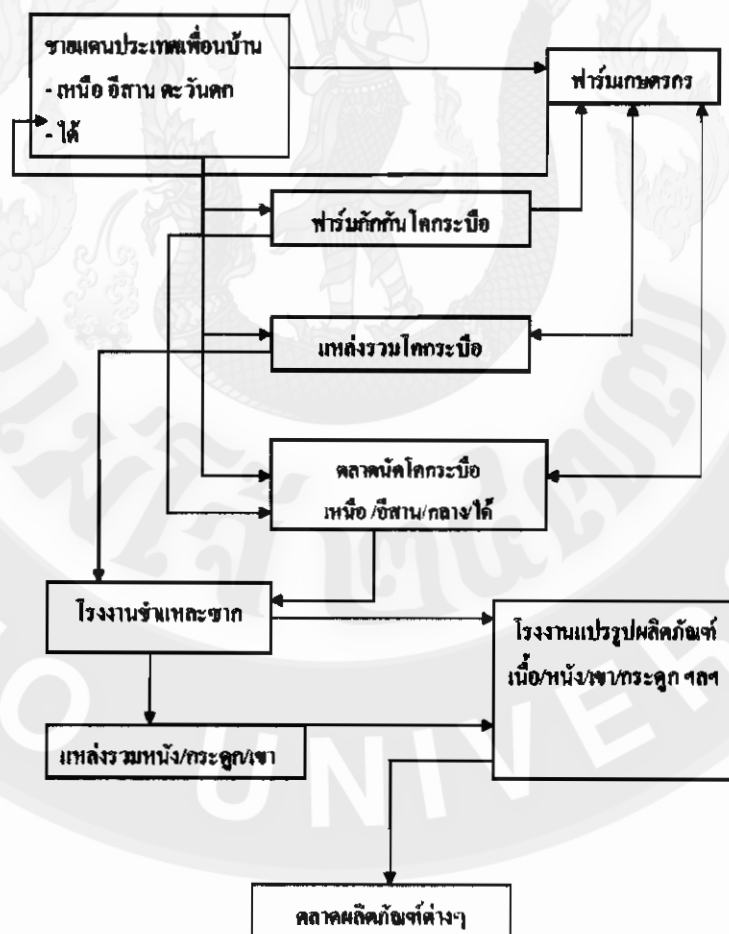 ชายแดนประเทศเพื่อนบ้าน
- เหนือ อีสาน ตะวันตก
- ใต้
ฟาร์มเกษตรกร
ฟาร์มกักกันโคกระบือ
แหล่งรวมโคกระบือ
ตลาดนัดโคกระบือ
เหนือ/อีสาน/กลาง/ใต้
โรงงานชำแหละซาก
โรงงานแปรรูปผลิตภัณฑ์
เนื้อ/หนัง/เขา/กระดูก ฯลฯ
แหล่งรวมหนัง/กระดูก/เขา
ตลาดผลิตภัณฑ์ต่างๆ
O UNIVER